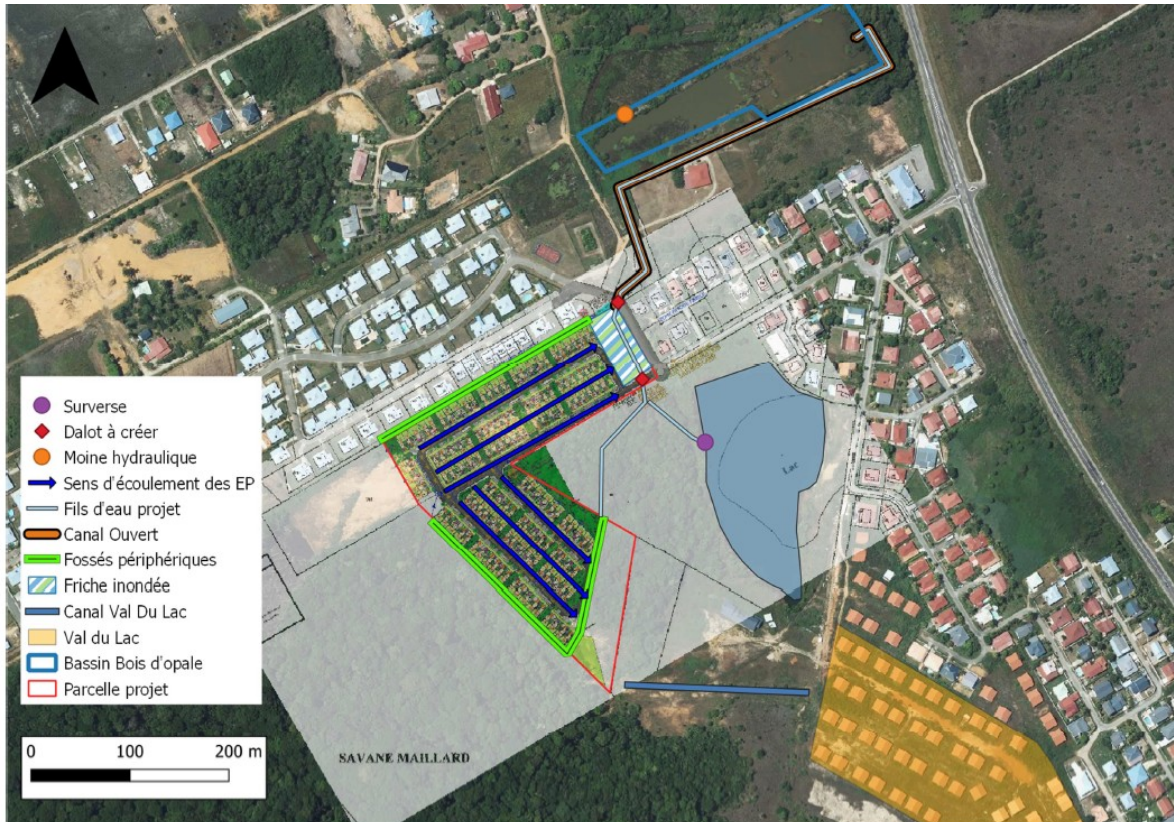 Lac
Surverse
Dalot à créer
Moine hydraulique
Sens d'écoulement des EP
Fils d'eau projet
Canal Ouvert
Fossés périphériques
Friche inondée
Canal Val Du Lac
Val du Lac
Bassin Bois d'opale
Parcelle projet
0 100 200 m
SAVANE MAILLARD